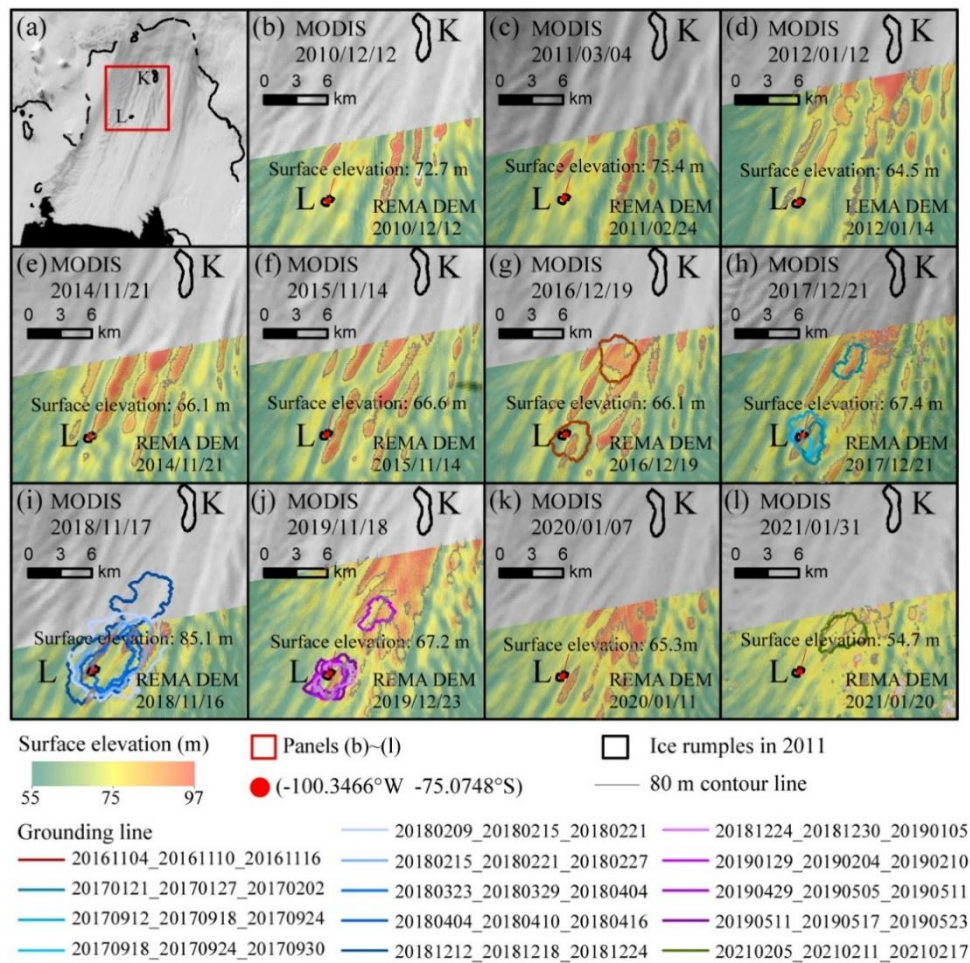 (a)
K
L
(b) MODIS K
2010/12/12
0 3 6
km
Surface elevation: 72.7 m
L
REMA DEM
2010/12/12
(c) MODIS K
2011/03/04
0 3 6
km
Surface elevation: 75.4 m
L
REMA DEM
2011/02/24
(d) MODIS K
2012/01/12
0 3 6
km
Surface elevation: 64.5 m
L
REMA DEM
2012/01/14
(e) MODIS K
2014/11/21
0 3 6
km
Surface elevation: 66.1 m
L
REMA DEM
2014/11/21
(f) MODIS K
2015/11/14
0 3 6
km
Surface elevation: 66.6 m
L
REMA DEM
2015/11/14
(g) MODIS K
2016/12/19
0 3 6
km
Surface elevation: 66.1 m
L
REMA DEM
2016/12/19
(h) MODIS K
2017/12/21
0 3 6
km
Surface elevation: 67.4 m
L
REMA DEM
2017/12/21
(i) MODIS K
2018/11/17
0 3 6
km
Surface elevation: 85.1 m
L
REMA DEM
2018/11/16
(j) MODIS K
2019/11/18
0 3 6
km
Surface elevation: 67.2 m
L
REMA DEM
2019/12/23
(k) MODIS K
2020/01/07
0 3 6
km
Surface elevation: 65.3m
L
REMA DEM
2020/01/11
(l) MODIS K
2021/01/31
0 3 6
km
Surface elevation: 54.7 m
L
REMA DEM
2021/01/20
Surface elevation (m)
55 75 97
Panels (b)~(l)
Ice rumples in 2011
(-100.3466°W -75.0748°S)
80 m contour line
Grounding line
20161104_20161110_20161116
20170121_20170127_20170202
20170912_20170918_20170924
20170918_20170924_20170930
20180209_20180215_20180221
20180215_20180221_20180227
20180323_20180329_20180404
20180404_20180410_20180416
20181212_20181218_20181224
20181224_20181230_20190105
20190129_20190204_20190210
20190429_20190505_20190511
20190511_20190517_20190523
20210205_20210211_20210217